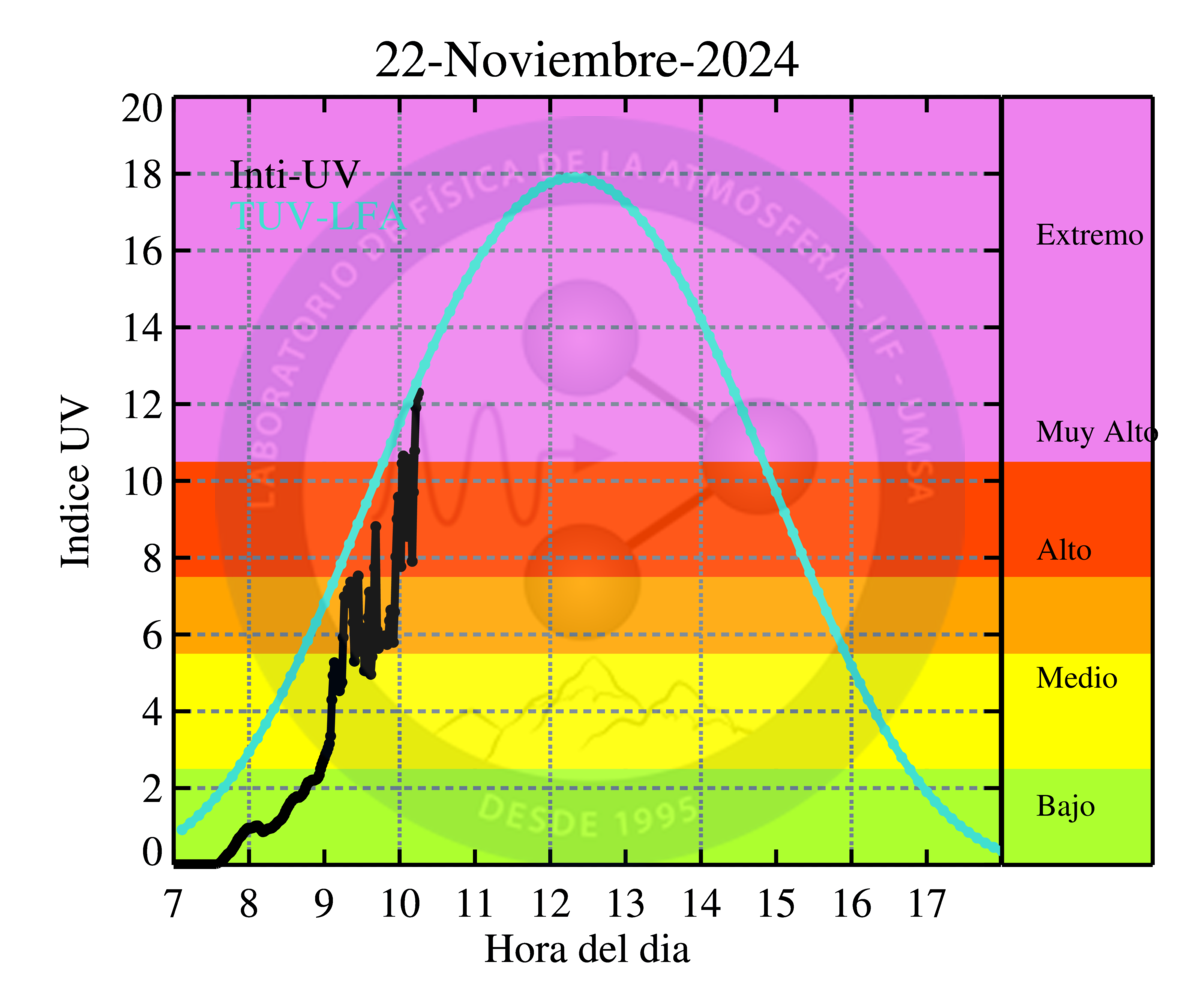 22-Noviembre-2024
20
18
16
14
12
10
8
6
4
2
0
Indice UV
Inti-UV
TUV-LFA
LABORATORIO DE FÍSICA DE LA ATMÓSFERA - IIF - UMSA
DESDE 1995
Extremo
Muy Alto
Alto
Medio
Bajo
7 8 9 10 11 12 13 14 15 16 17
Hora del dia